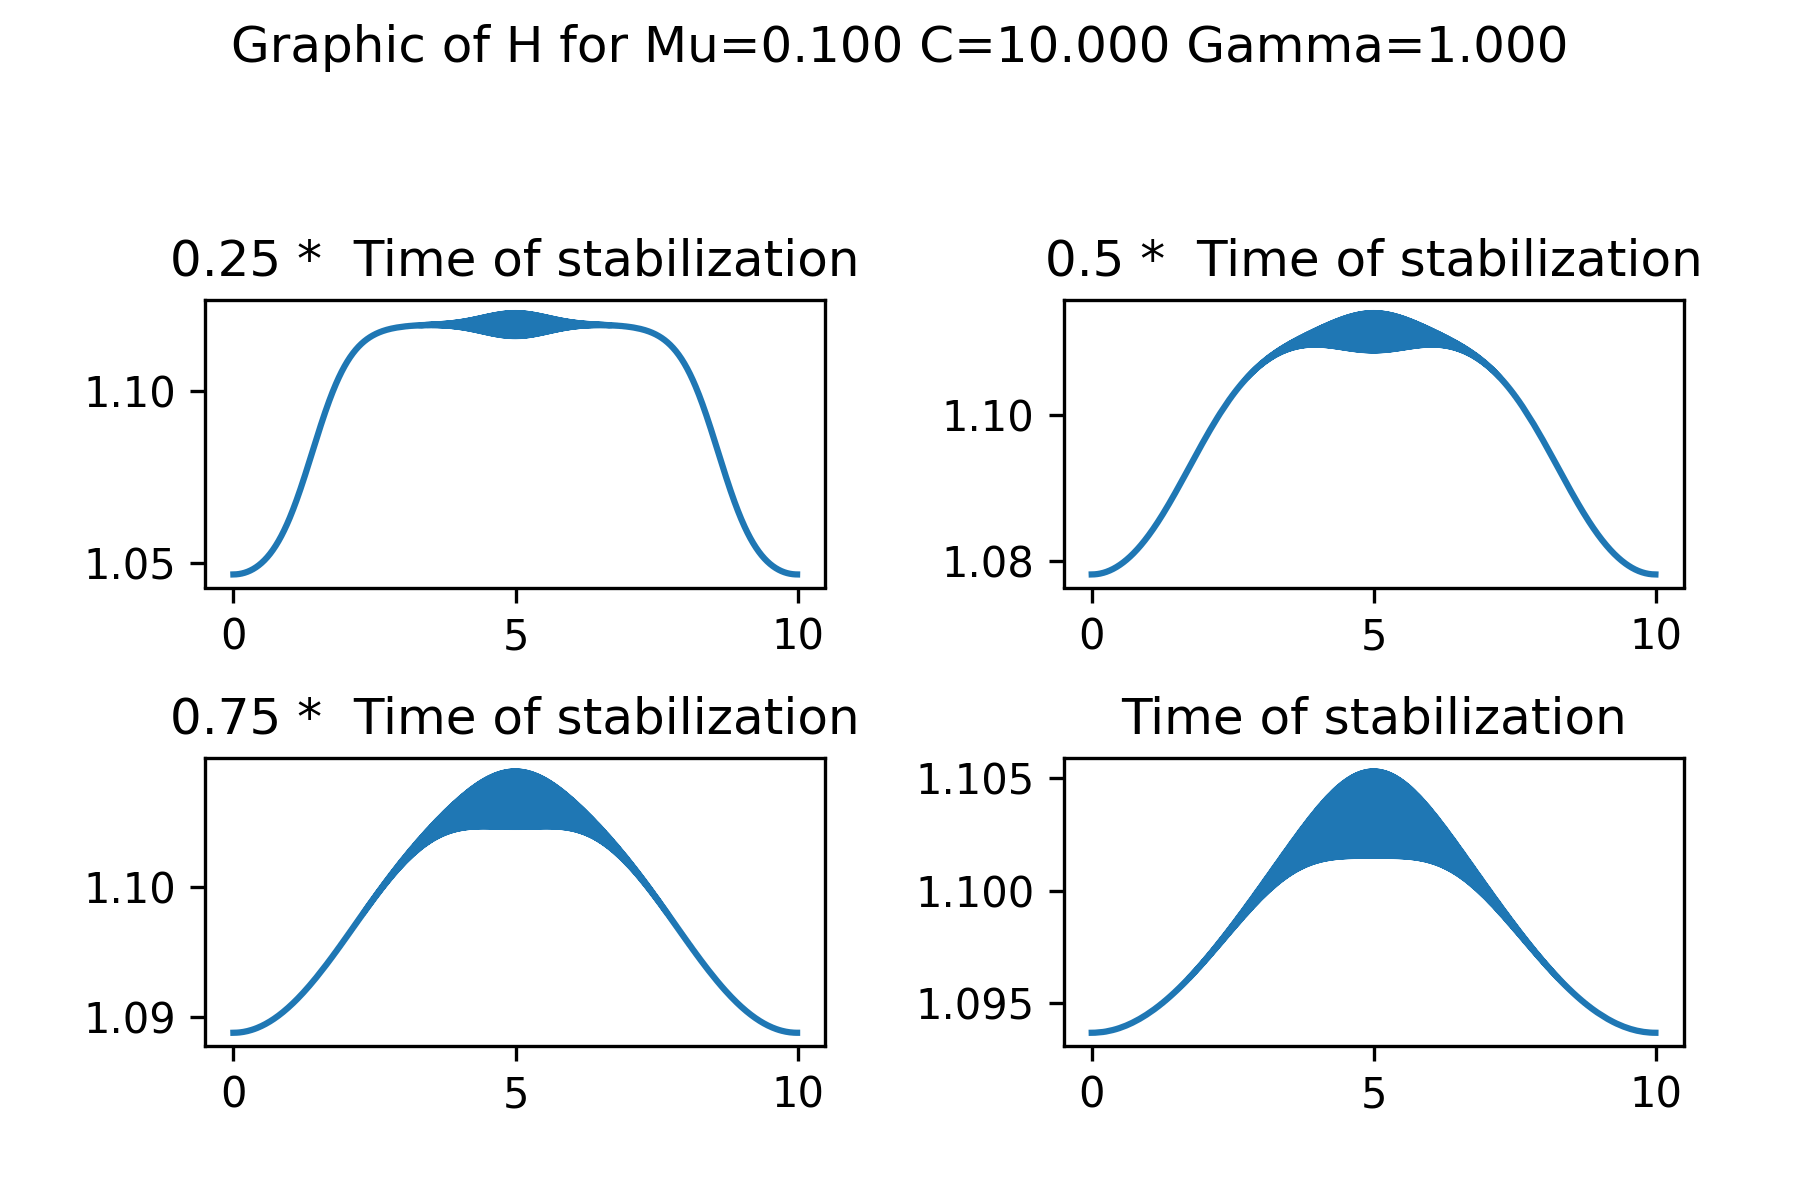 Graphic of H for Mu=0.100 C=10.000 Gamma=1.000
0.25 *  Time of stabilization
1.10
1.05
0 5 10
0.5 *  Time of stabilization
1.10
1.08
0 5 10
0.75 *  Time of stabilization
1.10
1.09
0 5 10
Time of stabilization
1.105
1.100
1.095
0 5 10